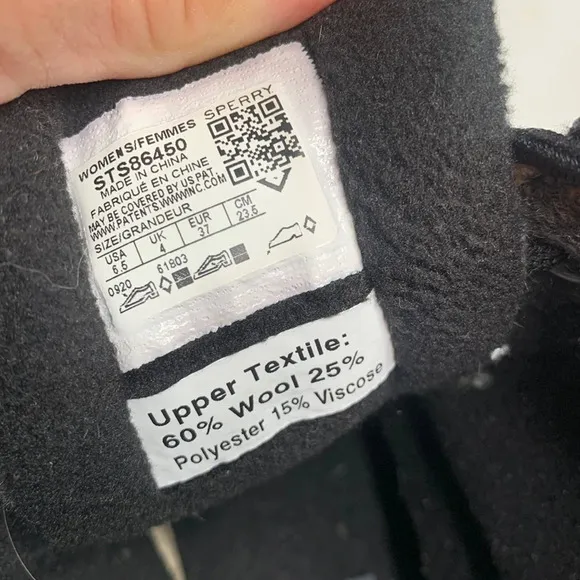 WOMENS/FEMMES
STS86450
MADE IN CHINA
FABRIQUÉ EN CHINE
MAY BE COVERED BY US PAT.
WWW.PATENTS.WWWINC.COM
SIZE/GRANDEUR
USA UK EUR CM
6.5 4 37 23.5
0920 61803
SPERRY
Upper Textile:
60% Wool 25%
Polyester 15% Viscose